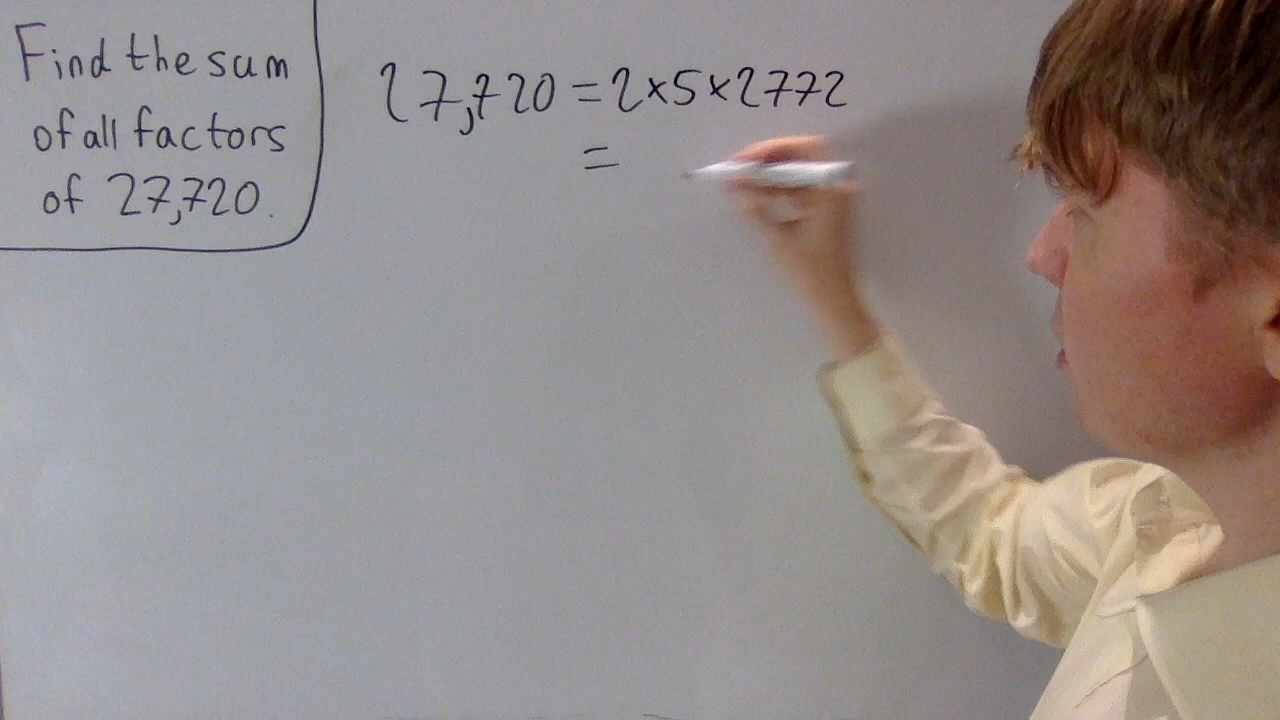 Find the sum
of all factors
of 27,720.
27,720 = 2×5×2772
=